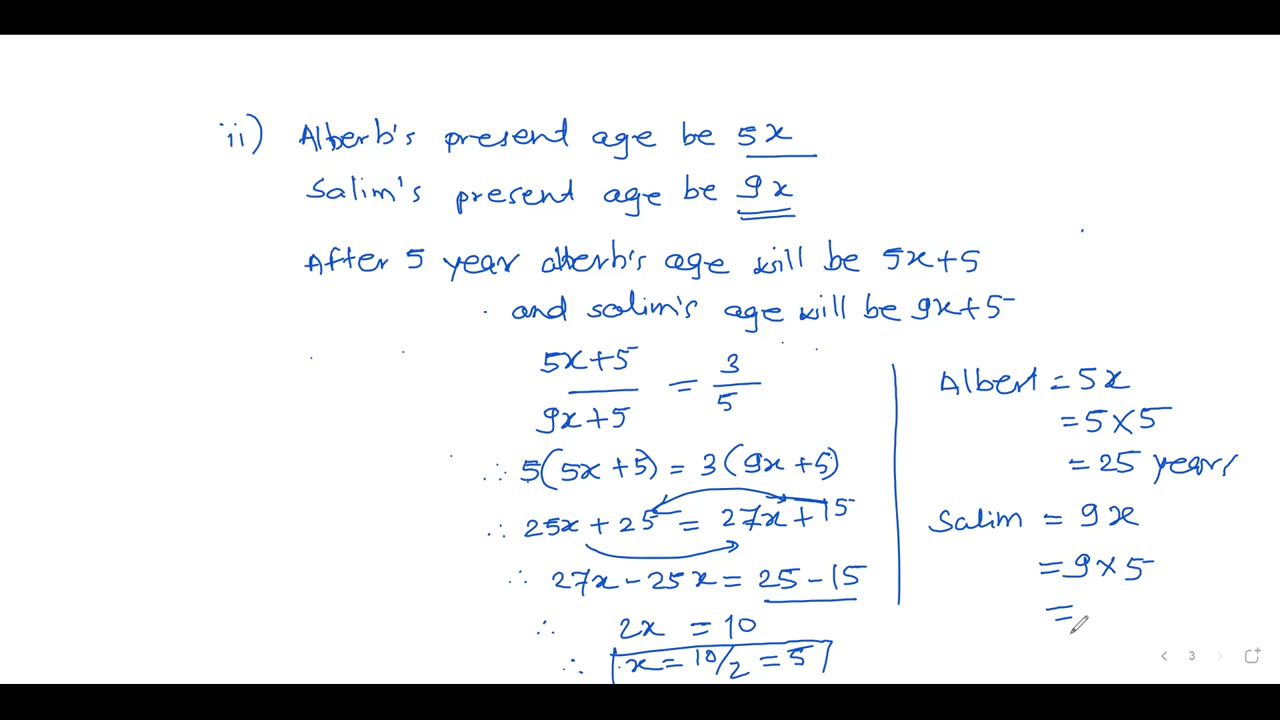 ii) Alberb's present age be 5x
Salim's present age be 9x
After 5 year alterb's age will be 5x+5
and salim's age will be 9x+5
5x+5 / 9x+5 = 3/5
∴ 5(5x+5) = 3(9x+5)
∴ 25x+25 = 27x+15
∴ 27x-25x = 25-15
∴ 2x = 10
∴ x = 10/2 = 5
Albert = 5x
= 5×5
= 25 years
Salim = 9x
= 9×5
=
3